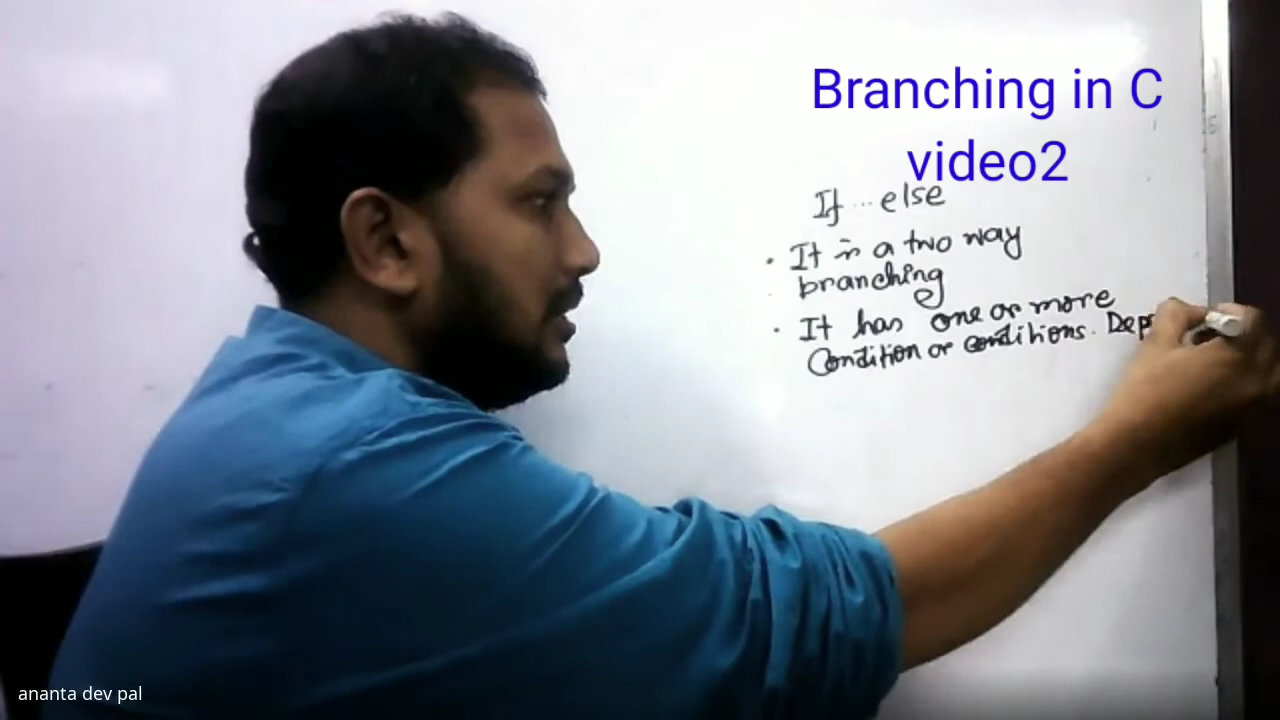 Branching in C
video2
If ... else
• It is a two way
branching
• It has one or more
Condition or conditions. Dep
ananta dev pal